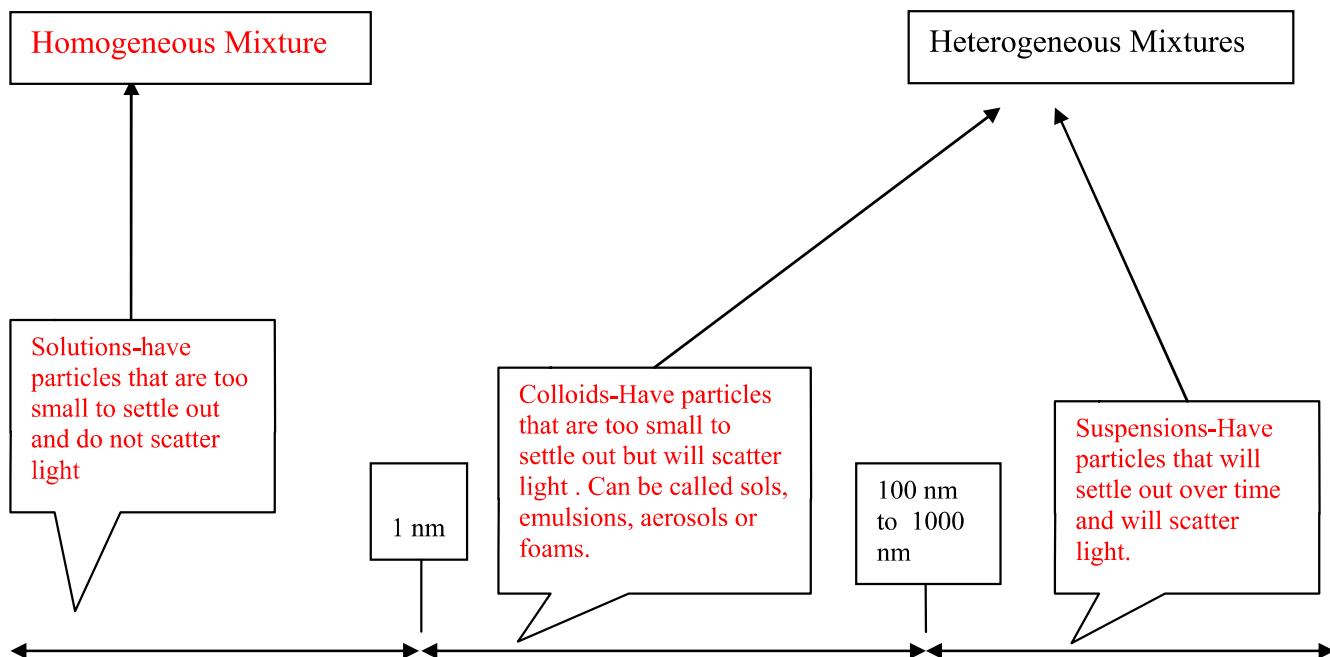 Homogeneous Mixture
Heterogeneous Mixtures
Solutions-have
particles that are too
small to settle out
and do not scatter
light
1 nm
Colloids-Have particles
that are too small to
settle out but will scatter
light . Can be called sols,
emulsions, aerosols or
foams.
100 nm
to  1000
nm
Suspensions-Have
particles that will
settle out over time
and will scatter
light.